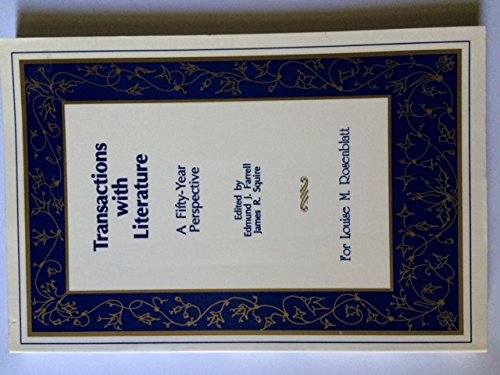 Transactions
with
Literature
A Fifty-Year
Perspective
Edited by
Edmund J. Farrell
James R. Squire
For Louise M. Rosenblatt